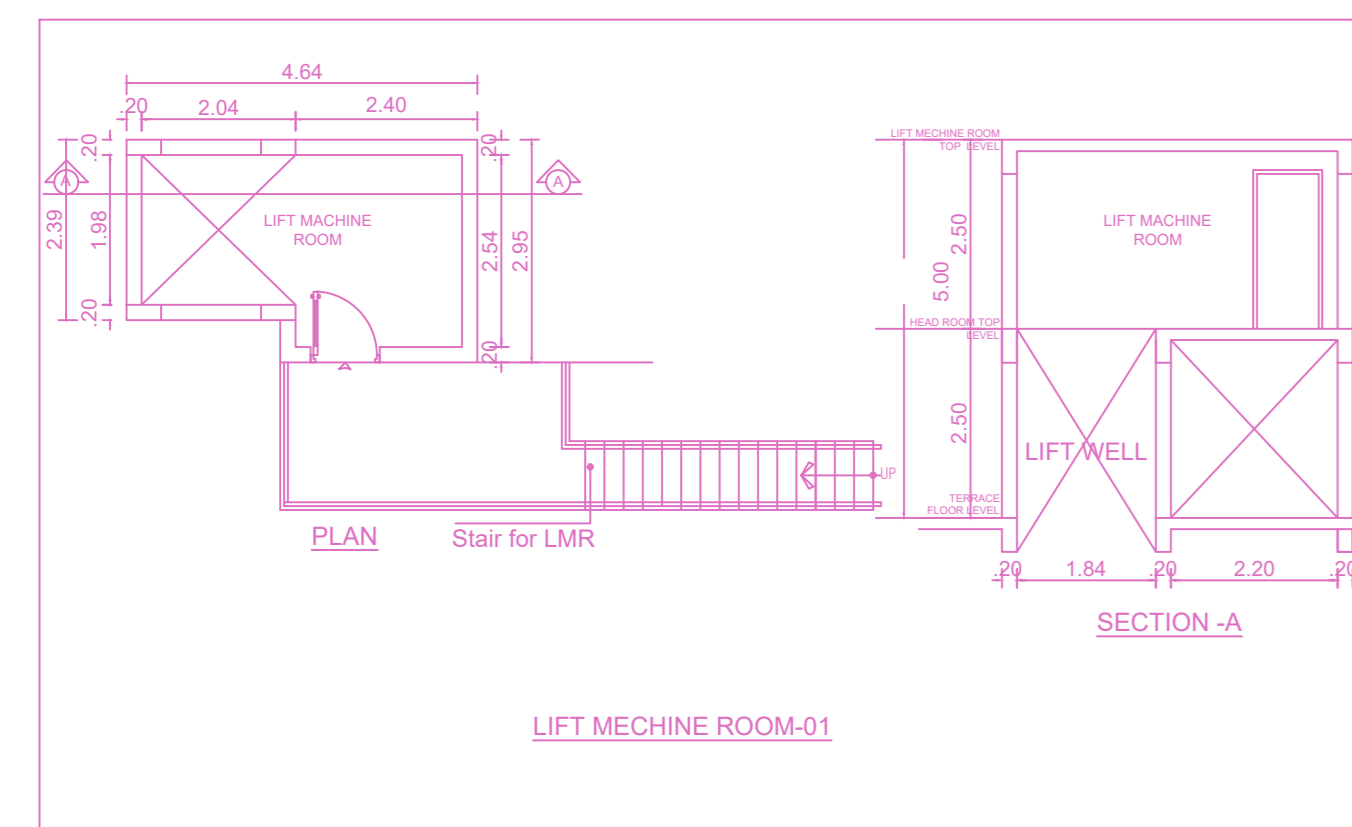 4.64
.20
2.04
2.40
.20
.20
A
A
2.39
1.98
LIFT MACHINE
ROOM
2.54
2.95
.20
.20
UP
PLAN
Stair for LMR
LIFT MECHINE ROOM
TOP LEVEL
2.50
5.00
LIFT MACHINE
ROOM
HEAD ROOM TOP
LEVEL
2.50
LIFT WELL
TERRACE
FLOOR LEVEL
.20
1.84
.20
2.20
.20
SECTION -A
LIFT MECHINE ROOM-01